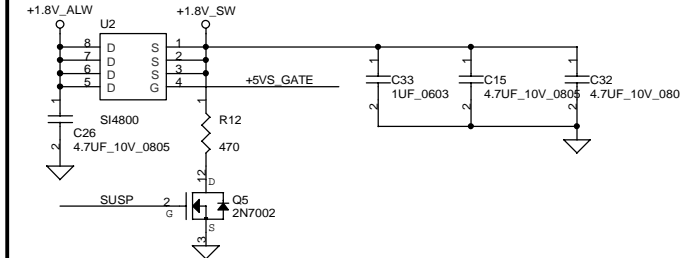 +1.8V_ALW
+1.8V_SW
U2
8 D S 1
7 D S 2
6 D S 3
5 D G 4
+5VS_GATE
SI4800
1
2
C26
4.7UF_10V_0805
1
R12
470
1
2
C33
1UF_0603
1
2
C15
4.7UF_10V_0805
1
2
C32
4.7UF_10V_080
SUSP
2
G
12
D
Q5
2N7002
S
3